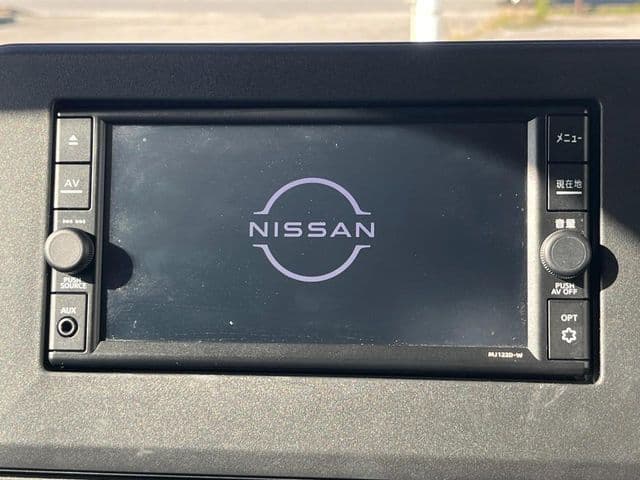 AV
PUSH
SOURCE
AUX
NISSAN
メニュー
現在地
音量
PUSH
AV OFF
OPT
MJ122D-W